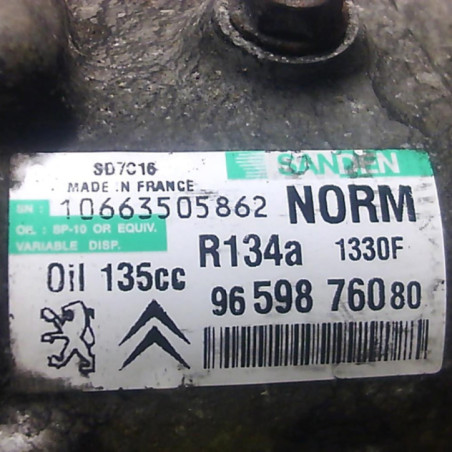 SD7C16
SANDEN
MADE IN FRANCE
S/N : 10663505862 NORM
OIL : SP-10 OR EQUIV.
VARIABLE DISP.
R134a 1330F
Oil 135cc
96 598 760 80